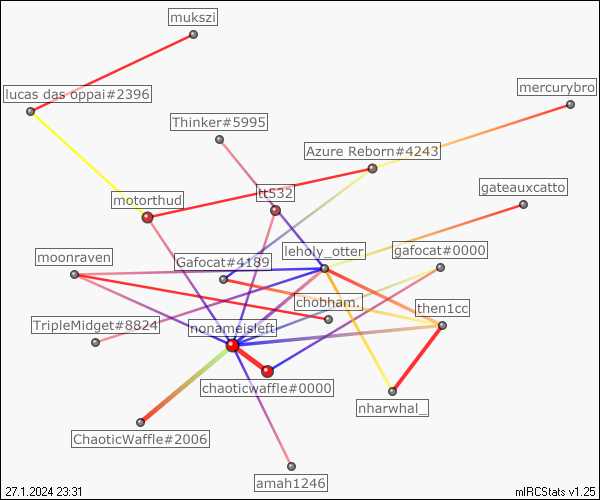 mukszi
lucas das oppai#2396
mercurybro
Thinker#5995
Azure Reborn#4243
gateauxcatto
tt532
motorthud
moonraven
Gafocat#4189
leholy_otter
gafocat#0000
chobham.
then1cc
TripleMidget#8824
nonameisleft
chaoticwaffle#0000
nharwhal_
ChaoticWaffle#2006
amah1246
27.1.2024 23:31
mIRCStats v1.25